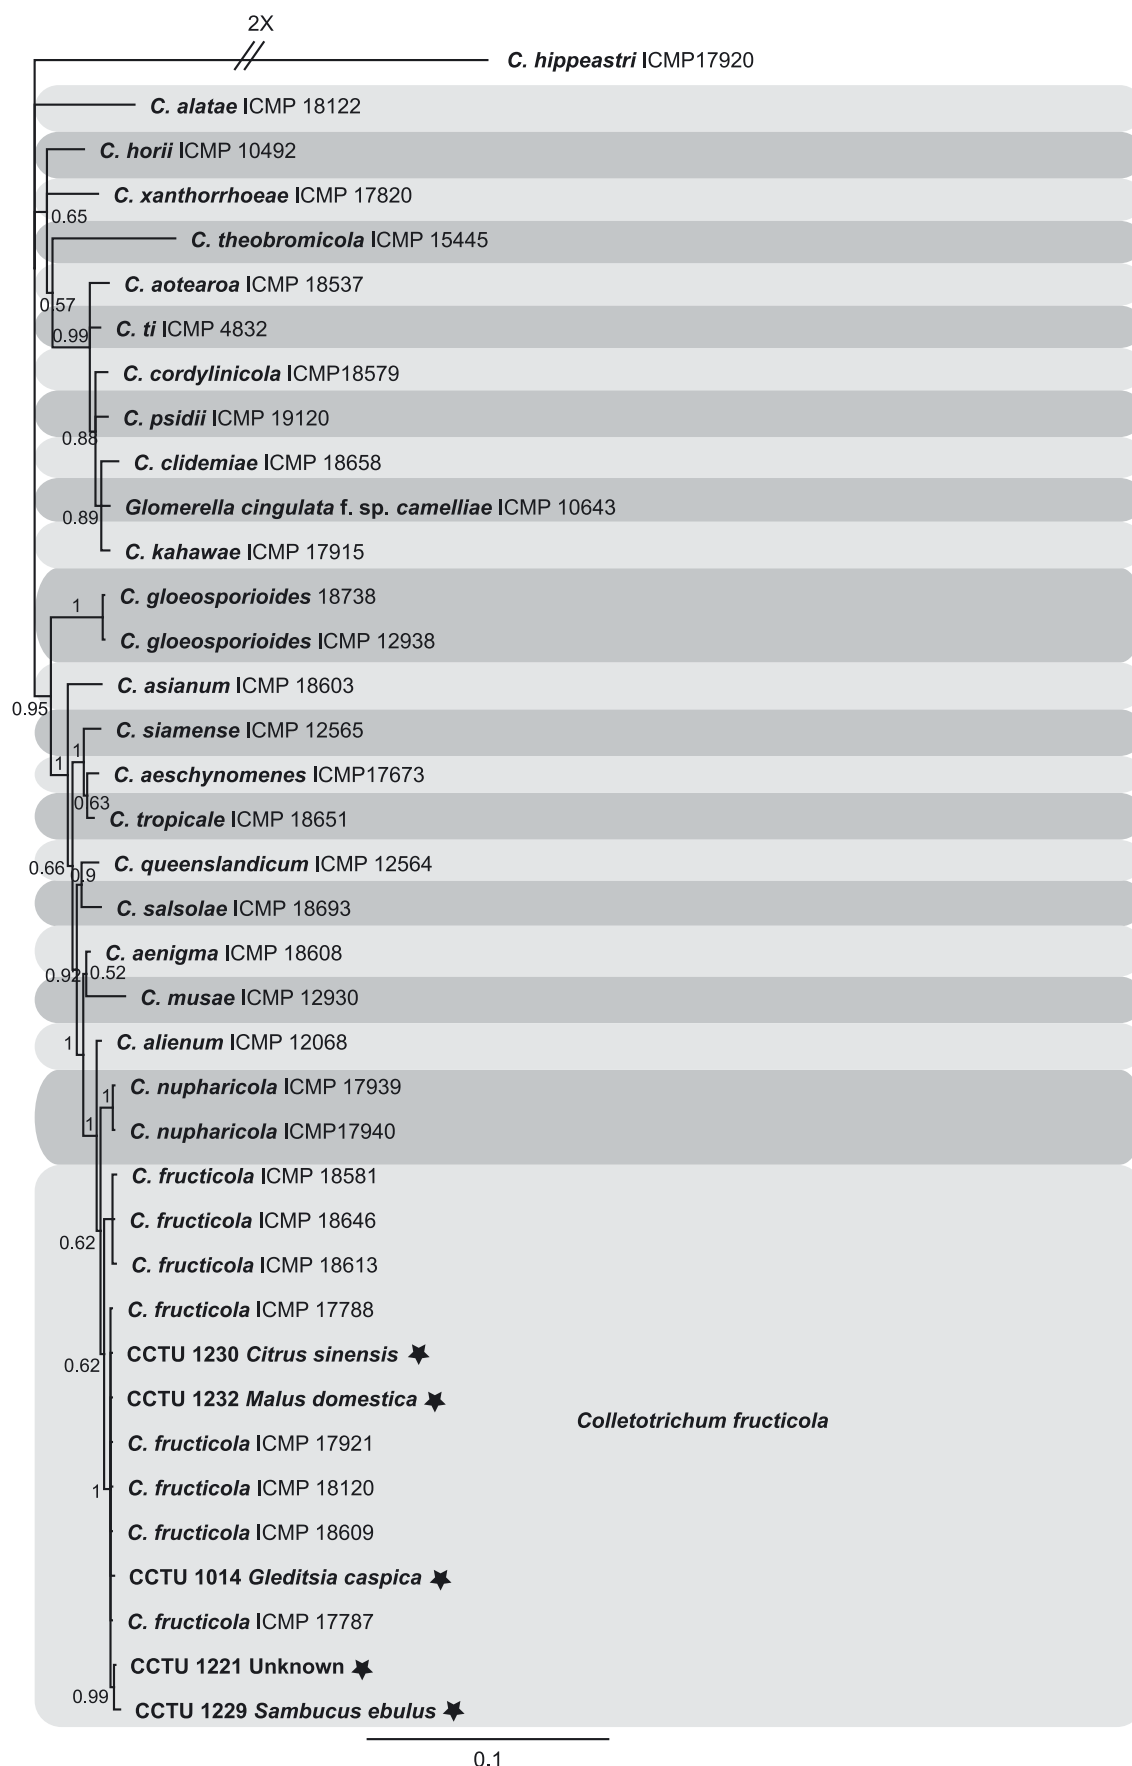 2X
C. hippeastri ICMP17920
C. alatae ICMP 18122
C. horii ICMP 10492
C. xanthorrhoeae ICMP 17820
0.65
C. theobromicola ICMP 15445
C. aotearoa ICMP 18537
0.57
C. ti ICMP 4832
0.99
C. cordylinicola ICMP18579
C. psidii ICMP 19120
0.88
C. clidemiae ICMP 18658
Glomerella cingulata f. sp. camelliae ICMP 10643
0.89
C. kahawae ICMP 17915
C. gloeosporioides 18738
1
C. gloeosporioides ICMP 12938
C. asianum ICMP 18603
0.95
C. siamense ICMP 12565
1
1
C. aeschynomenes ICMP17673
0.63
C. tropicale ICMP 18651
C. queenslandicum ICMP 12564
0.66
0.9
C. salsolae ICMP 18693
C. aenigma ICMP 18608
0.92
0.52
C. musae ICMP 12930
C. alienum ICMP 12068
1
C. nupharicola ICMP 17939
1
1
C. nupharicola ICMP17940
C. fructicola ICMP 18581
C. fructicola ICMP 18646
0.62
C. fructicola ICMP 18613
C. fructicola ICMP 17788
CCTU 1230 Citrus sinensis
0.62
CCTU 1232 Malus domestica
Colletotrichum fructicola
C. fructicola ICMP 17921
C. fructicola ICMP 18120
1
C. fructicola ICMP 18609
CCTU 1014 Gleditsia caspica
C. fructicola ICMP 17787
CCTU 1221 Unknown
0.99
CCTU 1229 Sambucus ebulus
0.1